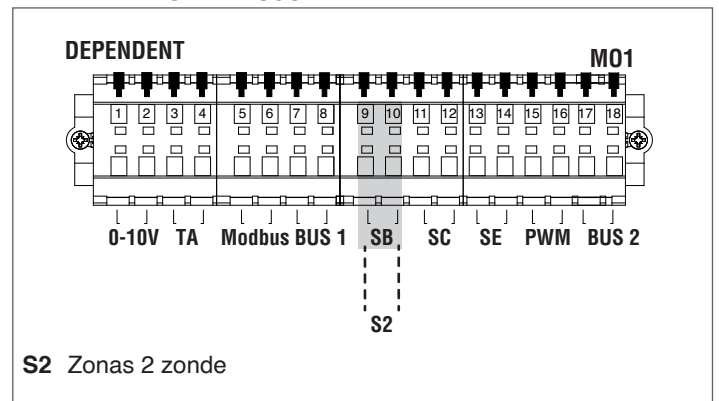 DEPENDENT M01
1 2 3 4 5 6 7 8 9 10 11 12 13 14 15 16 17 18
0-10V TA Modbus BUS 1 SB SC SE PWM BUS 2
S2
S2 Zonas 2 zonde